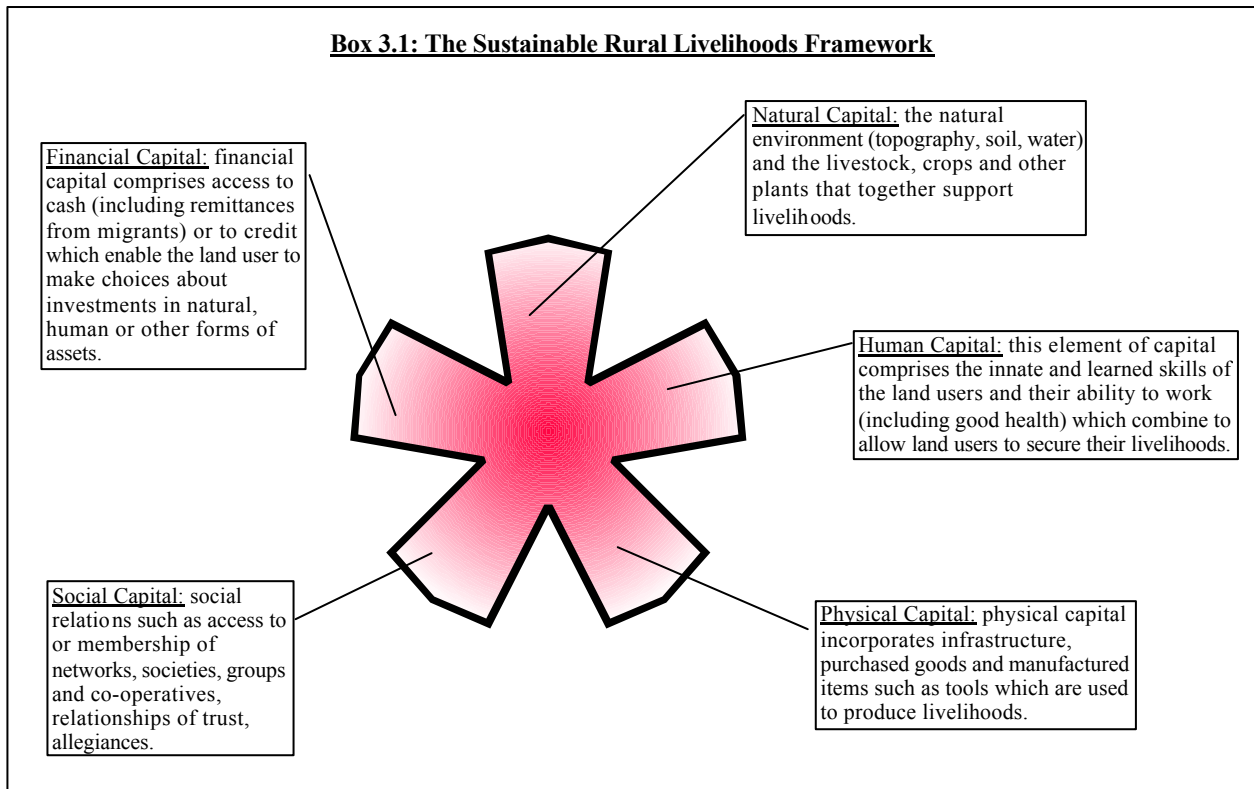 Box 3.1: The Sustainable Rural Livelihoods Framework
Natural Capital: the natural
environment (topography, soil, water)
and the livestock, crops and other
plants that together support
livelihoods.
Financial Capital: financial
capital comprises access to
cash (including remittances
from migrants) or to credit
which enable the land user to
make choices about
investments in natural,
human or other forms of
assets.
Human Capital: this element of capital
comprises the innate and learned skills of
the land users and their ability to work
(including good health) which combine to
allow land users to secure their livelihoods.
Social Capital: social
relations such as access to
or membership of
networks, societies, groups
and co-operatives,
relationships of trust,
allegiances.
Physical Capital: physical capital
incorporates infrastructure,
purchased goods and manufactured
items such as tools which are used
to produce livelihoods.